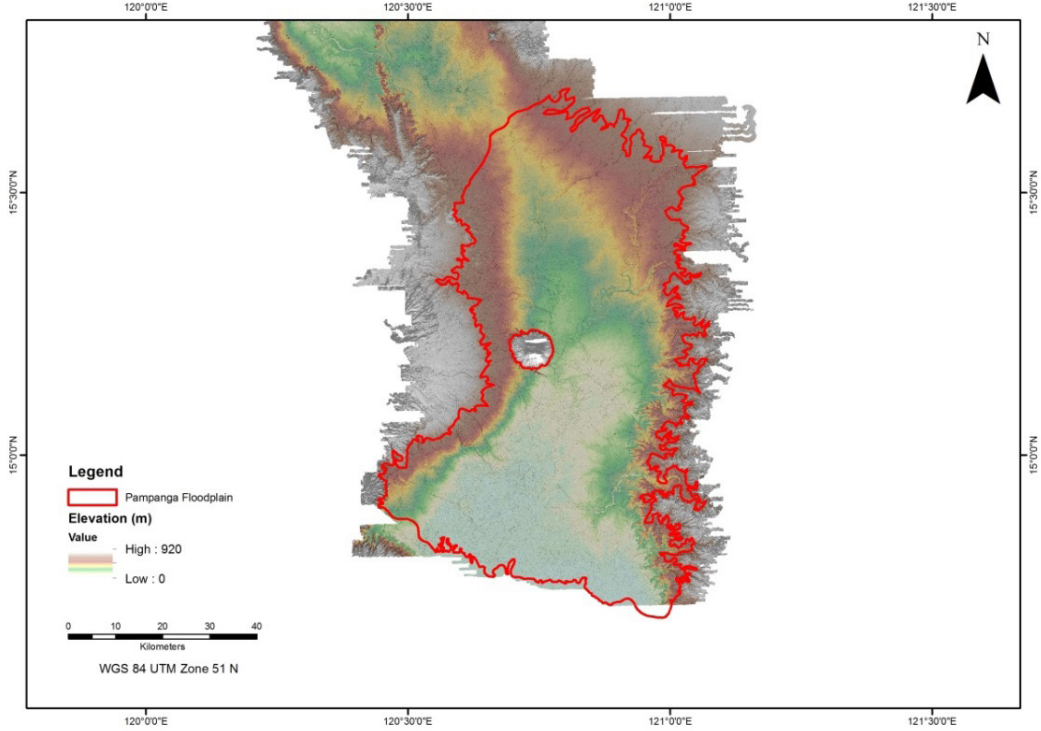 120°0'0"E 120°30'0"E 121°0'0"E 121°30'0"E
N
15°30'0"N 15°30'0"N
15°0'0"N 15°0'0"N
Legend
Pampanga Floodplain
Elevation (m)
Value
High : 920
Low : 0
0 10 20 30 40
Kilometers
WGS 84 UTM Zone 51 N
120°0'0"E 120°30'0"E 121°0'0"E 121°30'0"E